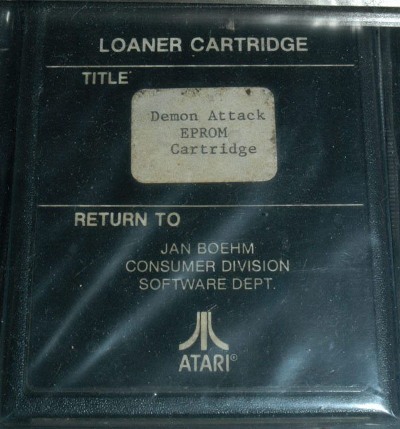 LOANER CARTRIDGE
TITLE
Demon Attack
EPROM
Cartridge
RETURN TO
JAN BOEHM
CONSUMER DIVISION
SOFTWARE DEPT.
ATARI®